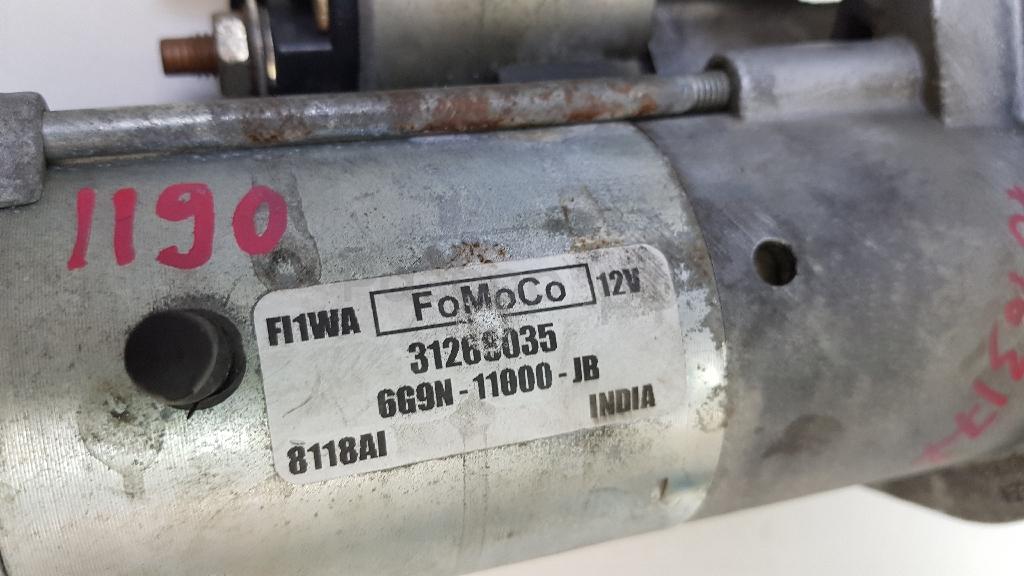 1190
FI1WA FoMoCo 12V
31268035
6G9N-11000-JB
INDIA
8118AI